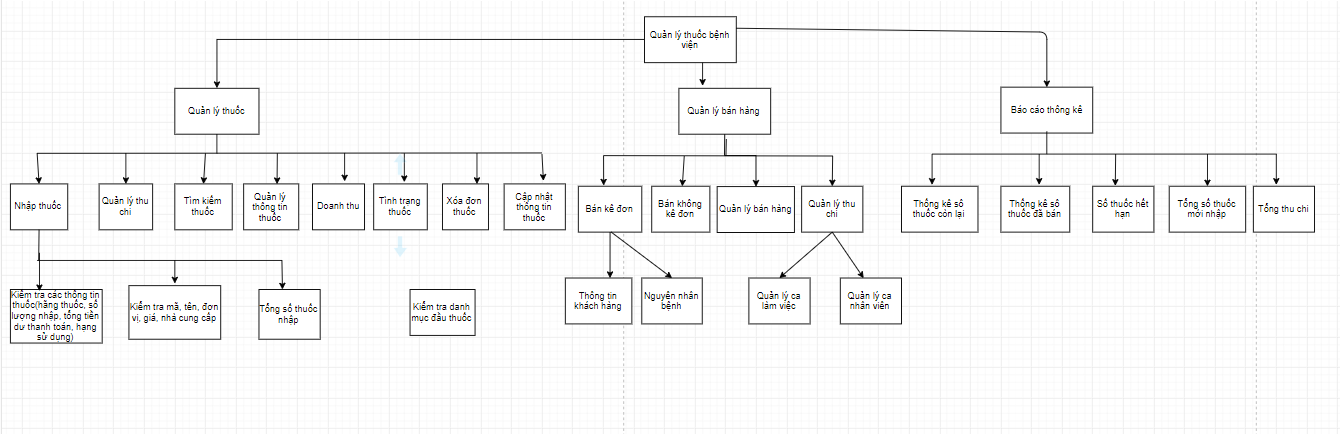 Quản lý thuốc bệnh
viện
Quản lý thuốc
Quản lý bán hàng
Báo cáo thống kê
Nhập thuốc
Quản lý thu
chi
Tìm kiếm
thuốc
Quản lý
thông tin
thuốc
Doanh thu
Tình trạng
thuốc
Xóa đơn
thuốc
Cập nhật
thông tin
thuốc
Bán kê đơn
Bán không
kê đơn
Quản lý bán hàng
Quản lý thu
chi
Thống kê số
thuốc còn lại
Thống kê số
thuốc đã bán
Số thuốc hết
hạn
Tổng số thuốc
mới nhập
Tổng thu chi
Kiểm tra các thông tin
thuốc(hãng thuốc, số
lượng nhập, tổng tiền
dư thanh toán, hạng
sử dụng)
Kiểm tra mã, tên, đơn
vị, giá, nhà cung cấp
Tổng số thuốc
nhập
Kiểm tra danh
mục đầu thuốc
Thông tin
khách hàng
Nguyên nhân
bệnh
Quản lý ca
làm việc
Quản lý ca
nhân viên